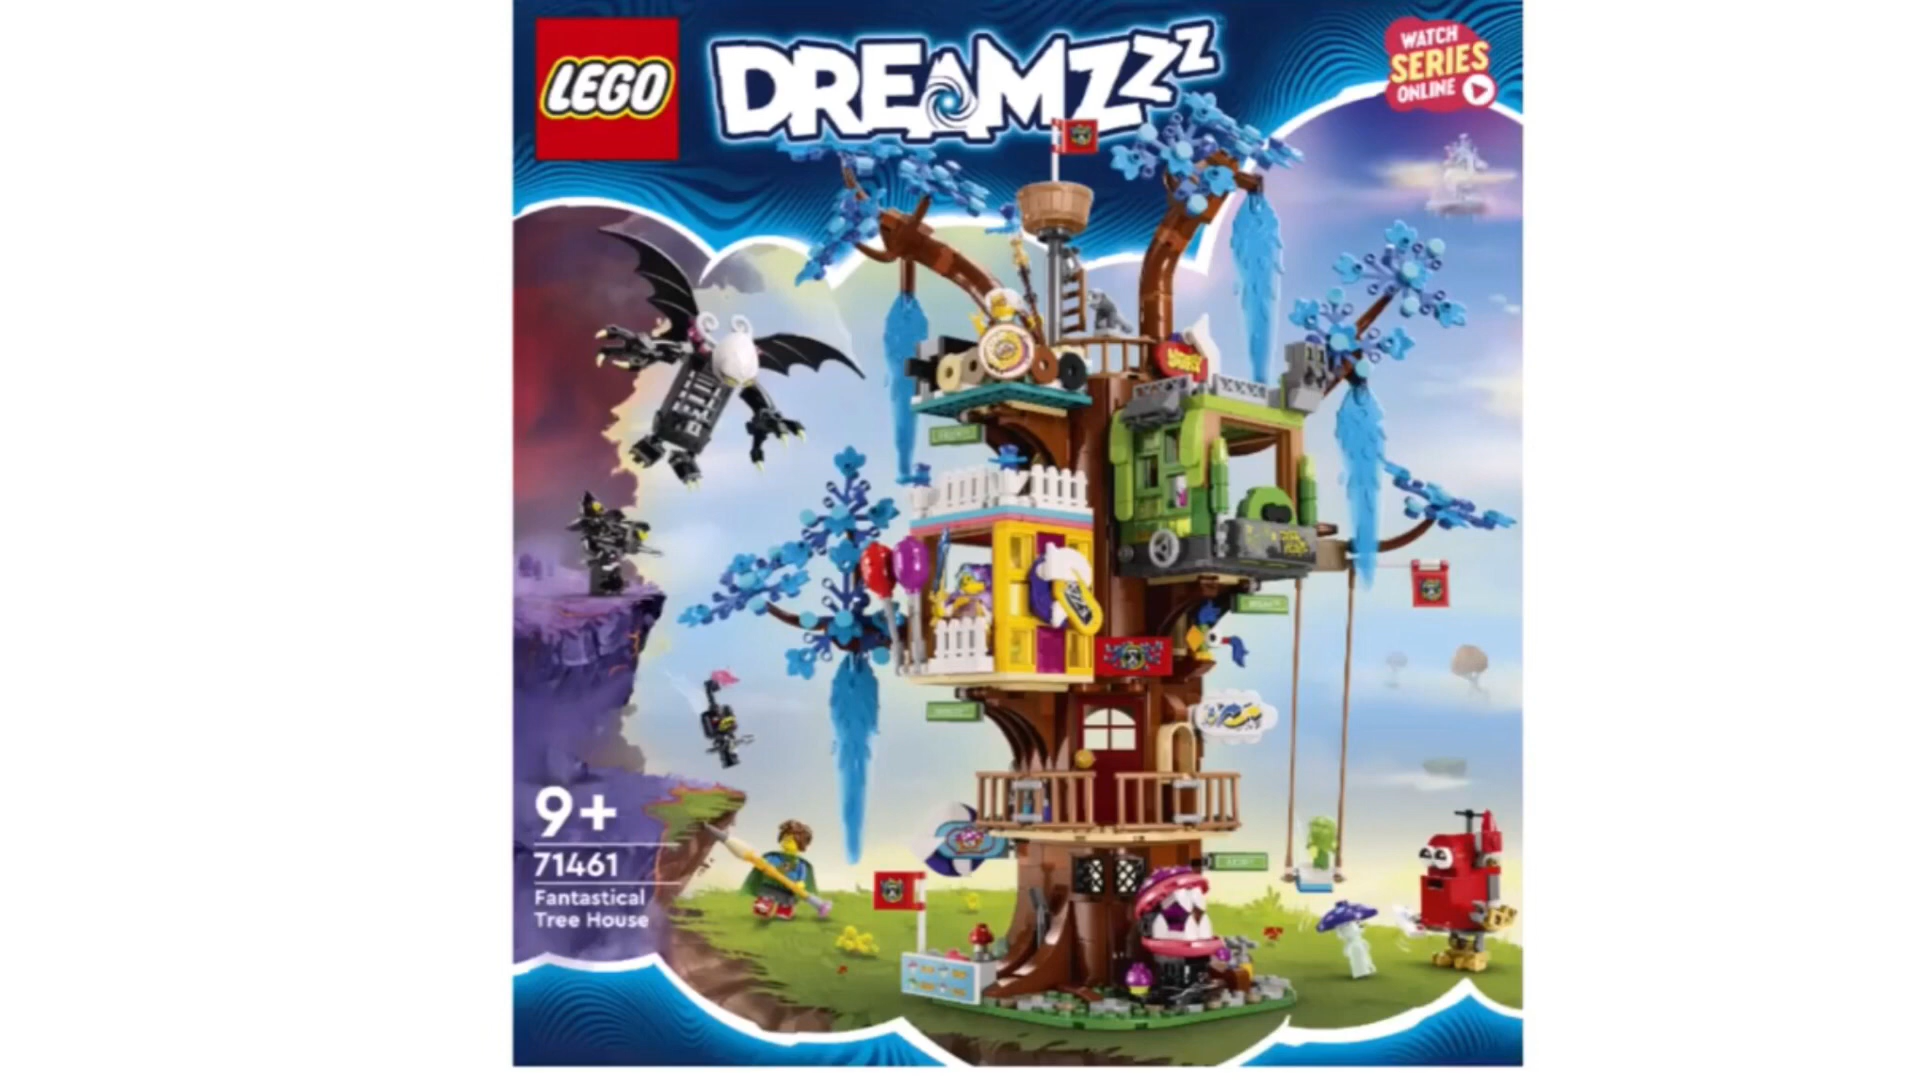 LEGO
DREAMZZZ
WATCH
SERIES
ONLINE
9+
71461
Fantastical
Tree House